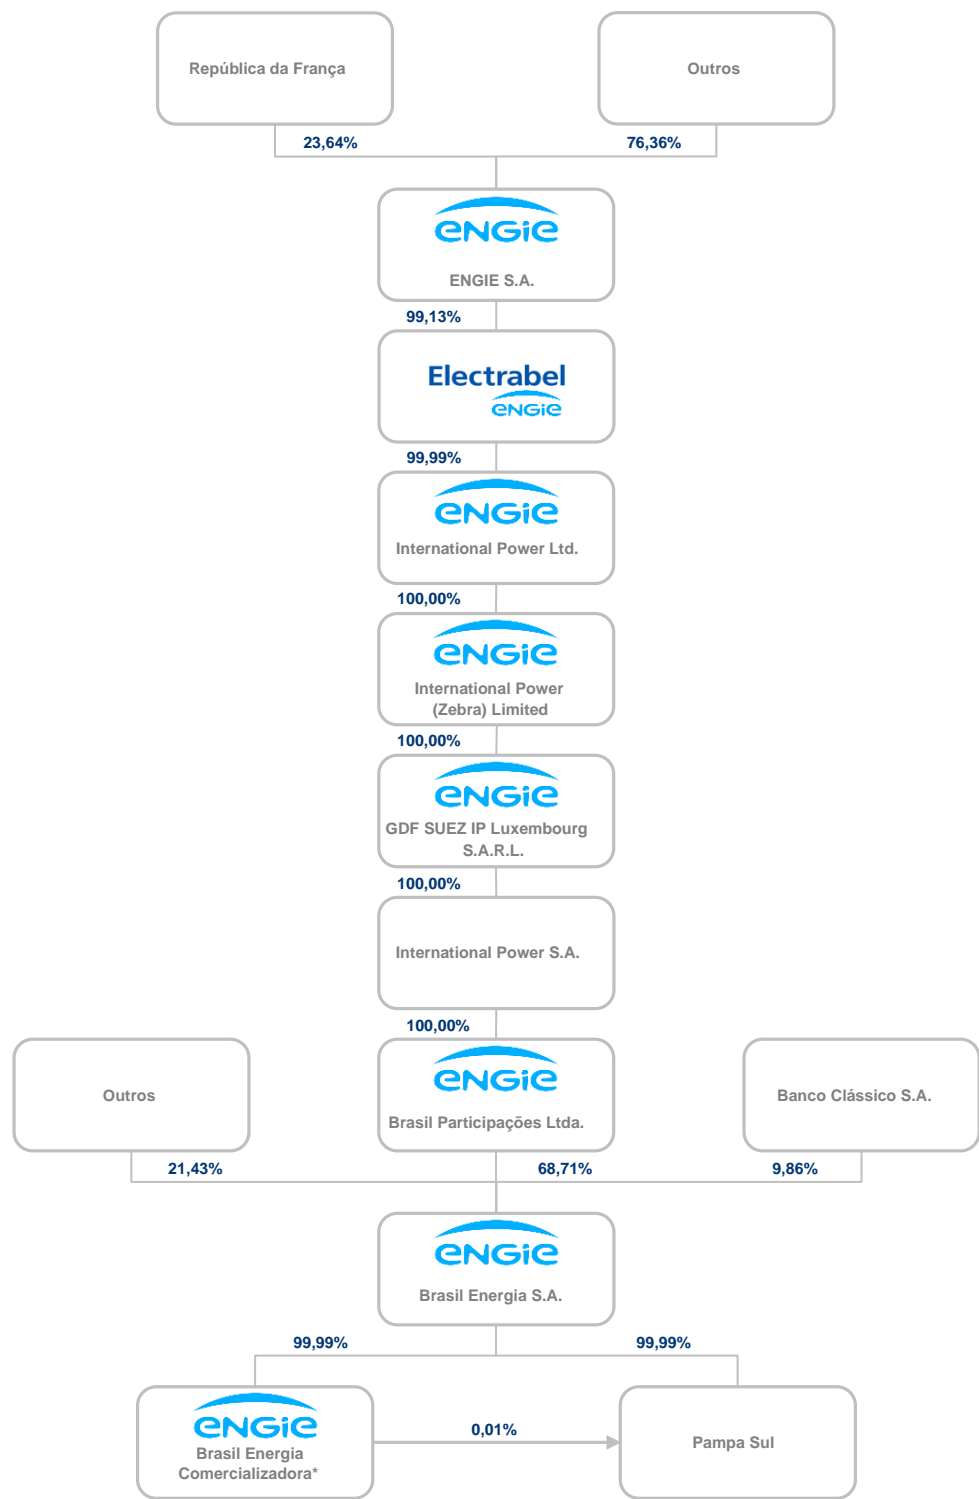 República da França
Outros
23,64%
76,36%
ENGIE
ENGIE S.A.
99,13%
Electrabel
ENGIE
99,99%
ENGIE
International Power Ltd.
100,00%
ENGIE
International Power
(Zebra) Limited
100,00%
ENGIE
GDF SUEZ IP Luxembourg
S.A.R.L.
100,00%
International Power S.A.
100,00%
Outros
ENGIE
Brasil Participações Ltda.
Banco Clássico S.A.
21,43%
68,71%
9,86%
ENGIE
Brasil Energia S.A.
99,99%
99,99%
ENGIE
Brasil Energia
Comercializadora*
0,01%
Pampa Sul